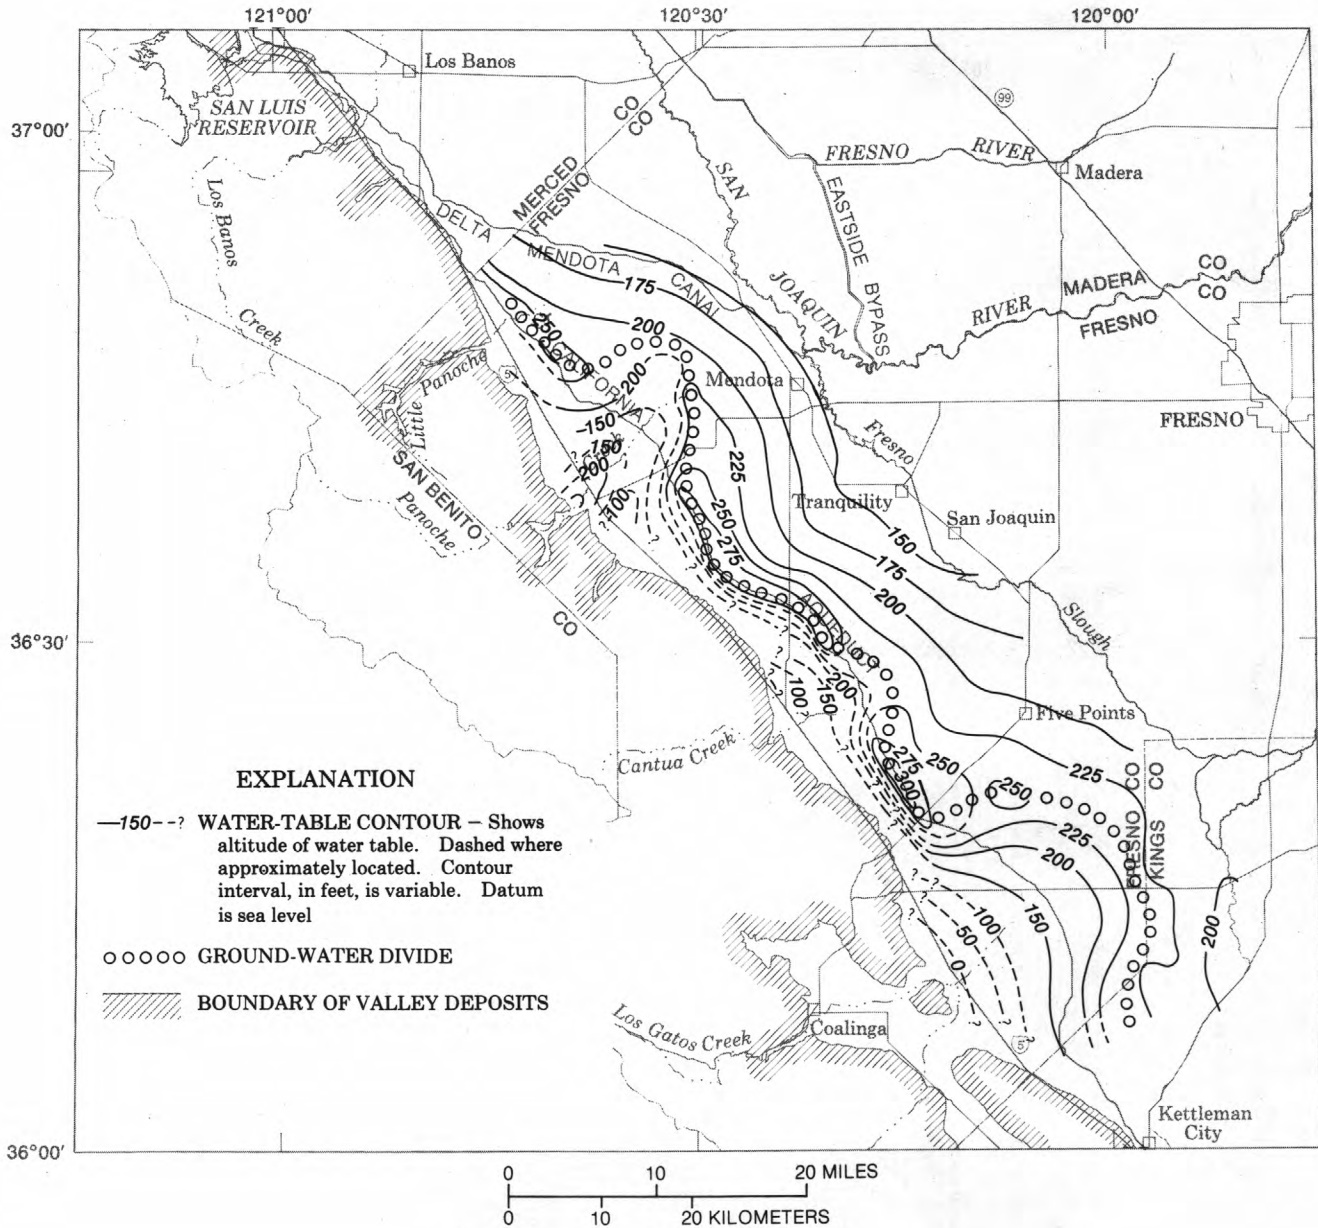 121°00′
120°30′
120°00′
37°00′
36°30′
36°00′
Los Banos
SAN LUIS
RESERVOIR
Los Banos
Creek
MERCED
FRESNO
CO
CO
DELTA
MENDOTA
CANAL
SAN
JOAQUIN
RIVER
FRESNO
RIVER
99
Madera
EASTSIDE
BYPASS
MADERA
FRESNO
CO
CO
FRESNO
175
200
250
CALIFORNIA
200
Mendota
Little
Panoche
5
-150
150
200
100
?
SAN BENITO
CO
Panoche
225
250
275
Tranquility
Fresno
San Joaquin
Slough
150
175
200
AQUEDUCT
200
150
100
?
Five Points
Cantua Creek
275
300
250
250
225
225
200
FRESNO CO
KINGS CO
150
100
50
0
200
EXPLANATION
—150--? WATER-TABLE CONTOUR – Shows
altitude of water table. Dashed where
approximately located. Contour
interval, in feet, is variable. Datum
is sea level
GROUND-WATER DIVIDE
BOUNDARY OF VALLEY DEPOSITS
Los Gatos Creek
Coalinga
5
Kettleman
City
0 10 20 MILES
0 10 20 KILOMETERS